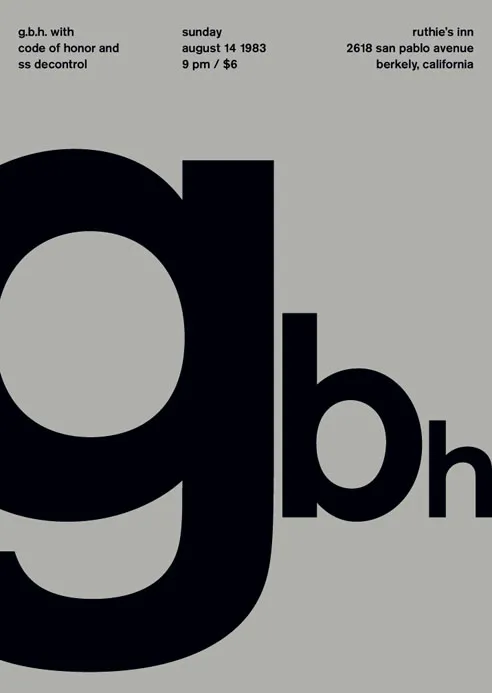 g.b.h. with
code of honor and
ss decontrol
sunday
august 14 1983
9 pm / $6
ruthie's inn
2618 san pablo avenue
berkely, california
gbh